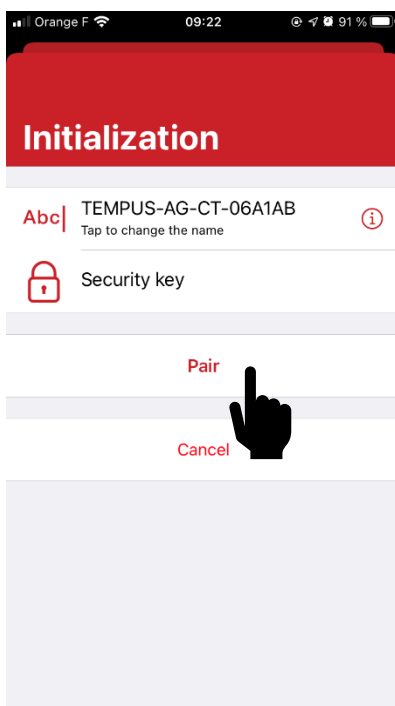 Orange F 09:22 91 %
Initialization
Abc TEMPUS-AG-CT-06A1AB
Tap to change the name
Security key
Pair
Cancel